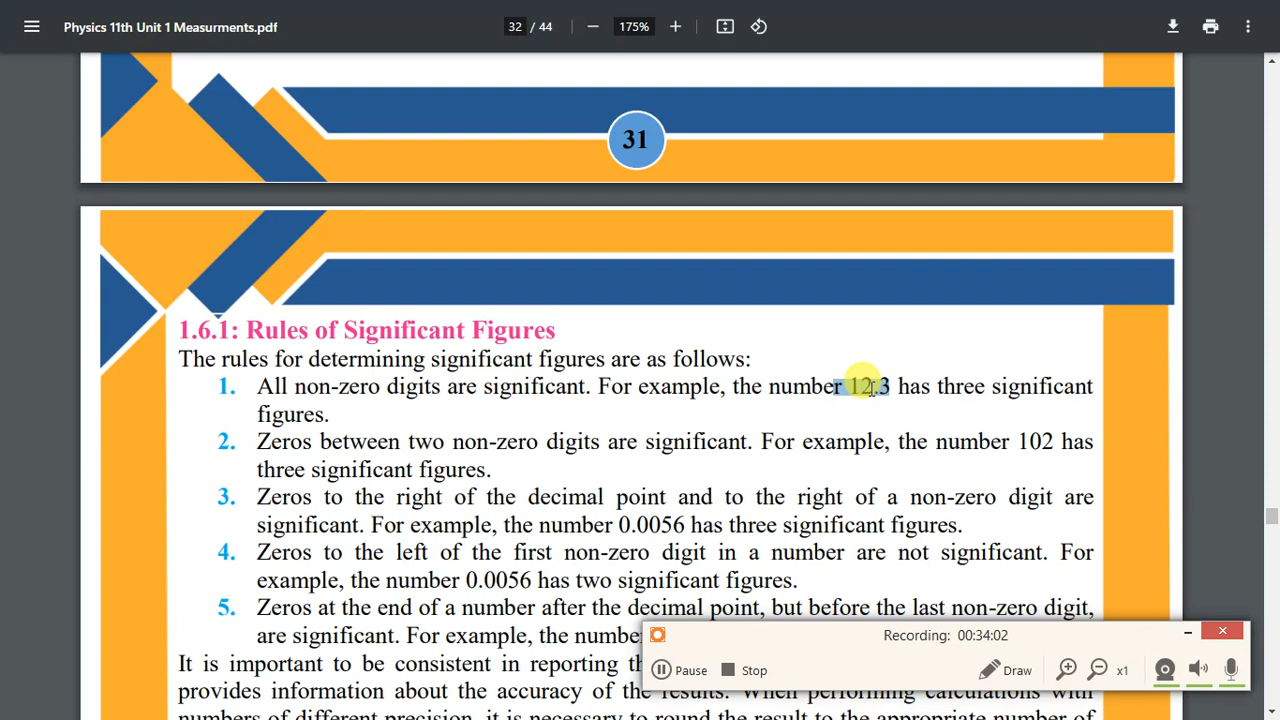 Physics 11th Unit 1 Measurments.pdf
32 / 44
175%
31
1.6.1: Rules of Significant Figures
The rules for determining significant figures are as follows:
1. All non-zero digits are significant. For example, the number 12.3 has three significant
figures.
2. Zeros between two non-zero digits are significant. For example, the number 102 has
three significant figures.
3. Zeros to the right of the decimal point and to the right of a non-zero digit are
significant. For example, the number 0.0056 has three significant figures.
4. Zeros to the left of the first non-zero digit in a number are not significant. For
example, the number 0.0056 has two significant figures.
5. Zeros at the end of a number after the decimal point, but before the last non-zero digit,
are significant. For example, the number
Recording: 00:34:02
It is important to be consistent in reporting
Pause
Stop
Draw
x1
provides information about the accuracy of the results. When performing calculations with
numbers of different precision, it is necessary to round the result to the appropriate number of